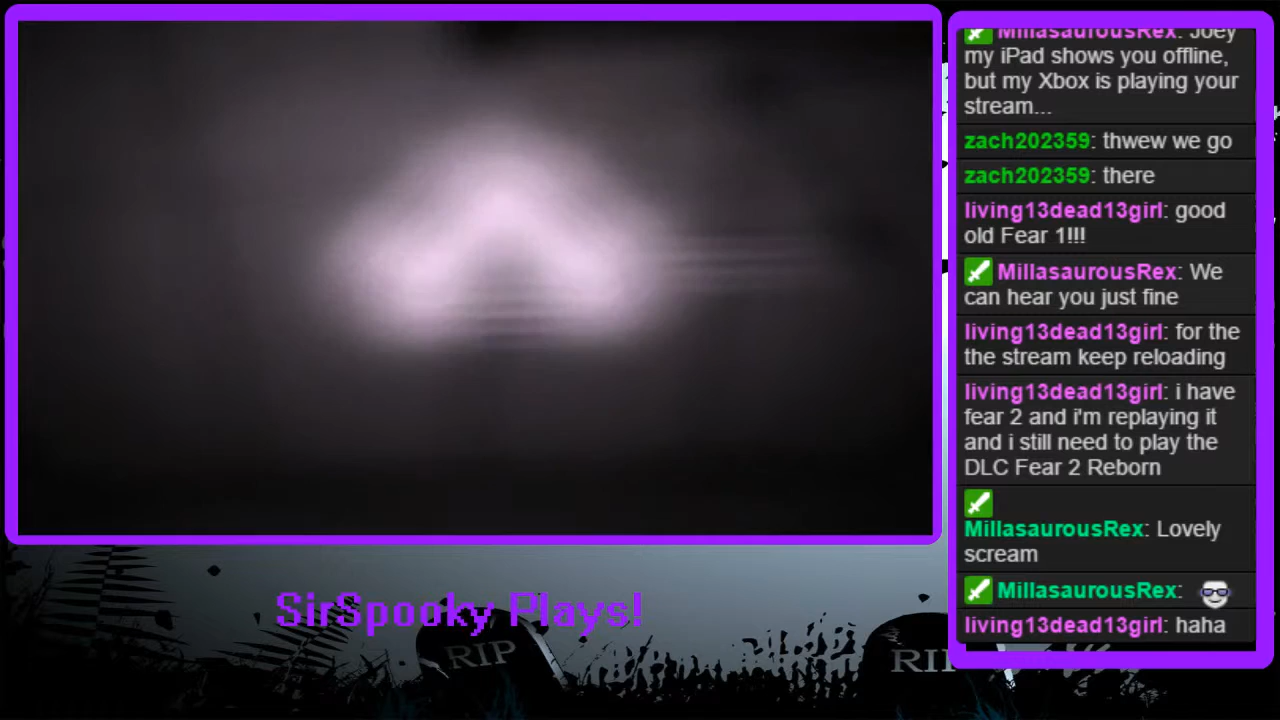 MillasaurousRex: Joey
my iPad shows you offline,
but my Xbox is playing your
stream...
zach202359: thwew we go
zach202359: there
living13dead13girl: good
old Fear 1!!!
MillasaurousRex: We
can hear you just fine
living13dead13girl: for the
the stream keep reloading
living13dead13girl: i have
fear 2 and i'm replaying it
and i still need to play the
DLC Fear 2 Reborn
MillasaurousRex: Lovely
scream
MillasaurousRex:
living13dead13girl: haha
SirSpooky Plays!
RIP
RIP